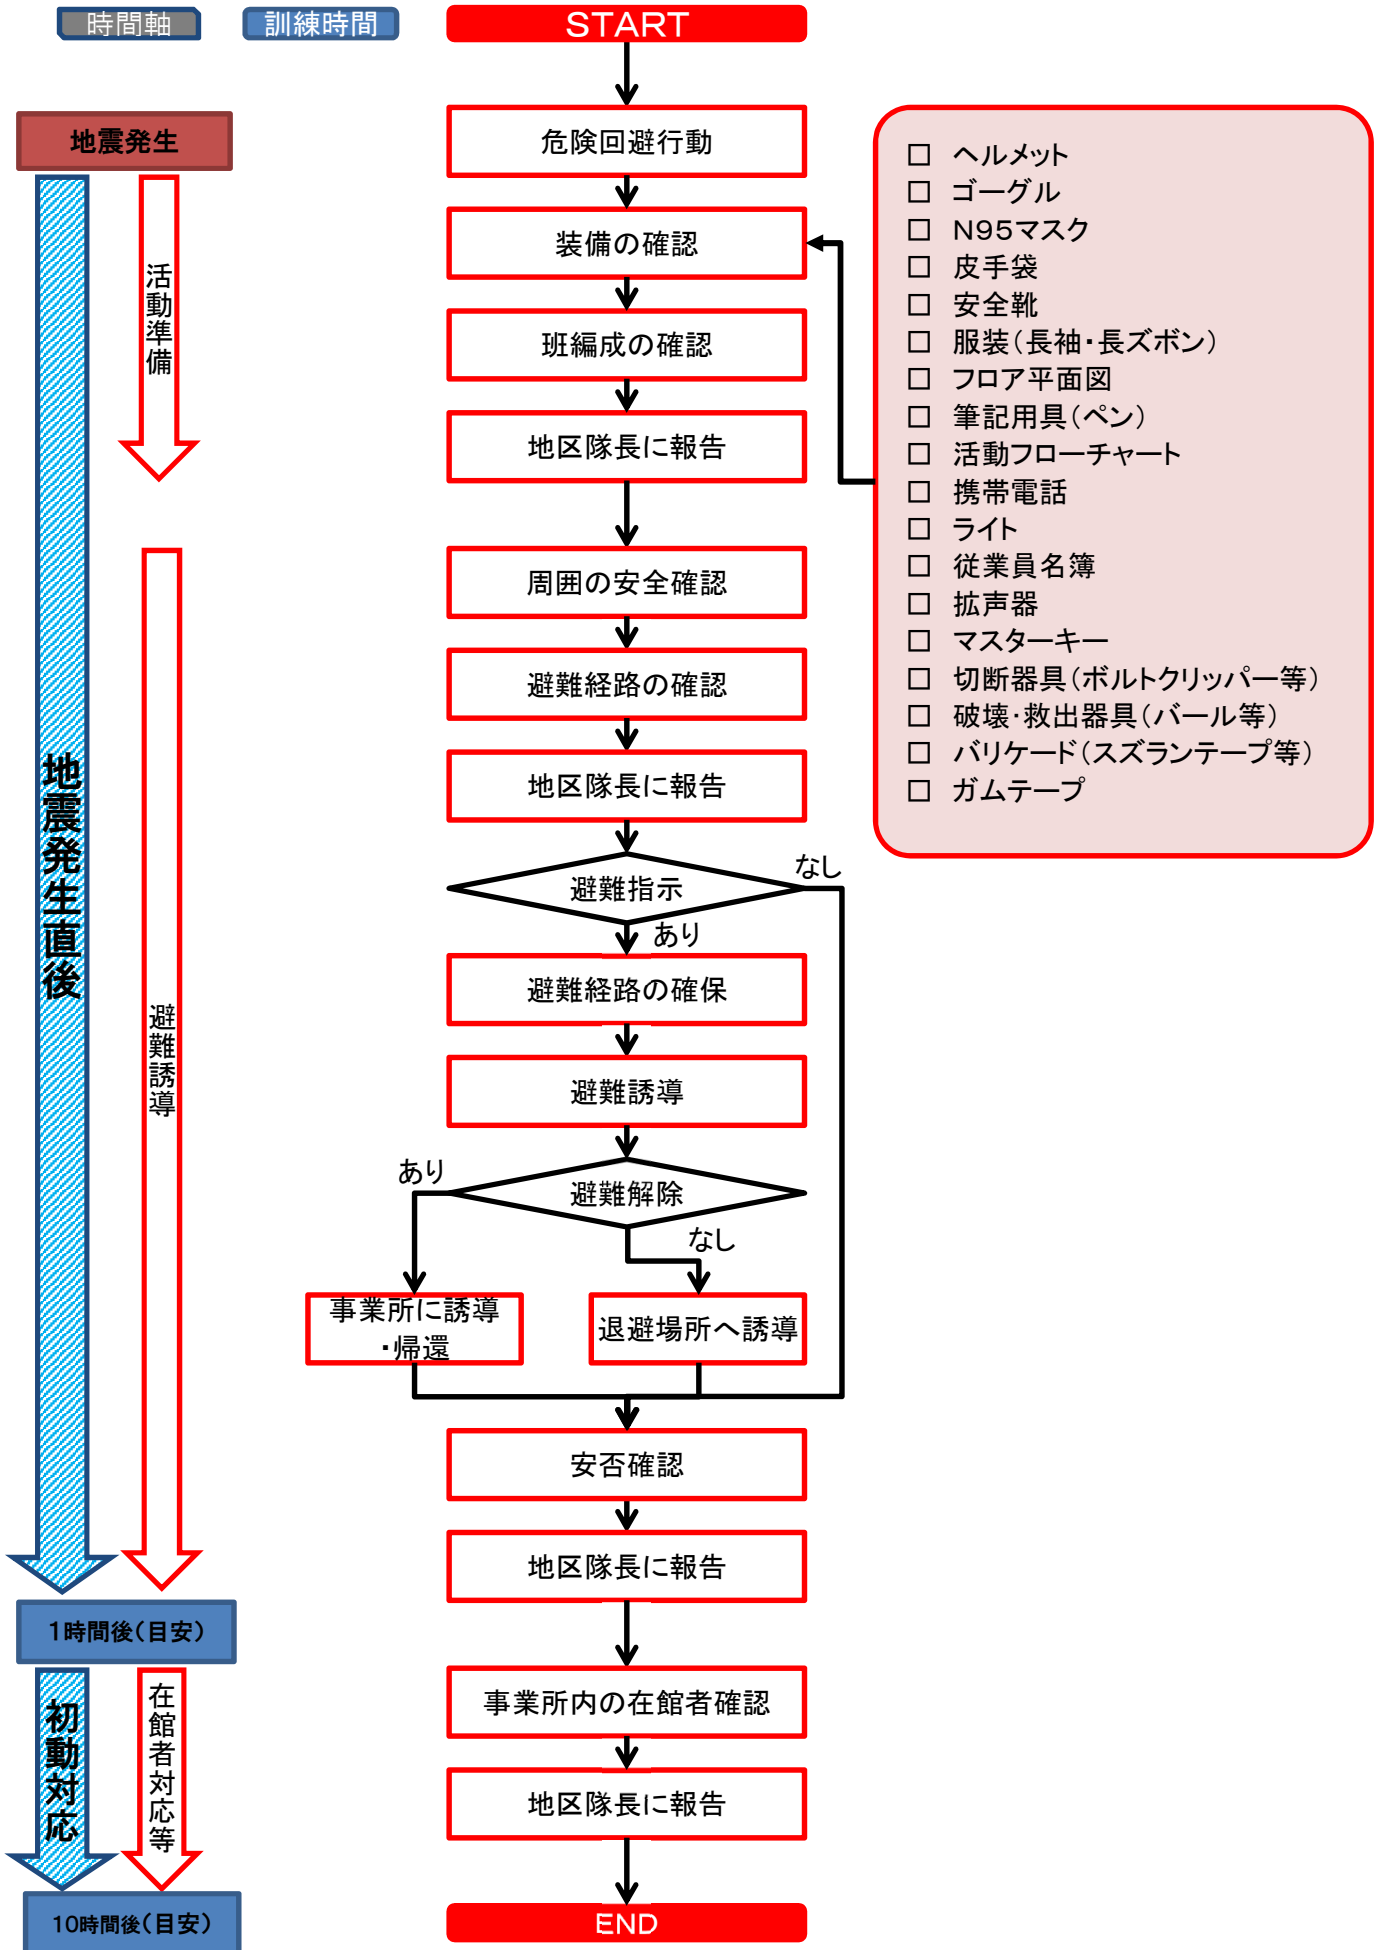 時間軸
訓練時間
START
地震発生
危険回避行動
装備の確認
班編成の確認
地区隊長に報告
活動準備
□ ヘルメット
□ ゴーグル
□ N95マスク
□ 皮手袋
□ 安全靴
□ 服装(長袖・長ズボン)
□ フロア平面図
□ 筆記用具(ペン)
□ 活動フローチャート
□ 携帯電話
□ ライト
□ 従業員名簿
□ 拡声器
□ マスターキー
□ 切断器具(ボルトクリッパー等)
□ 破壊・救出器具(バール等)
□ バリケード(スズランテープ等)
□ ガムテープ
地震発生直後
避難誘導
周囲の安全確認
避難経路の確認
地区隊長に報告
避難指示
なし
あり
避難経路の確保
避難誘導
避難解除
あり
なし
事業所に誘導
・帰還
退避場所へ誘導
安否確認
地区隊長に報告
1時間後(目安)
初動対応
在館者対応等
事業所内の在館者確認
地区隊長に報告
10時間後(目安)
END